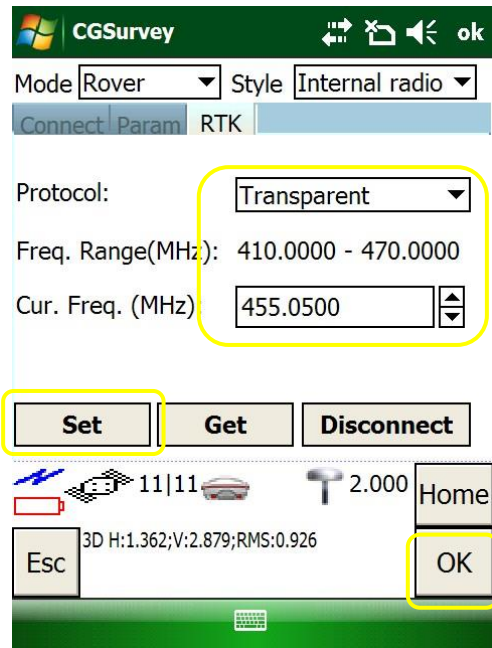 CGSurvey ok
Mode Rover Style Internal radio
Connect Param RTK
Protocol: Transparent
Freq. Range(MHz): 410.0000 - 470.0000
Cur. Freq. (MHz): 455.0500
Set Get Disconnect
11|11 2.000 Home
3D H:1.362;V:2.879;RMS:0.926
Esc OK